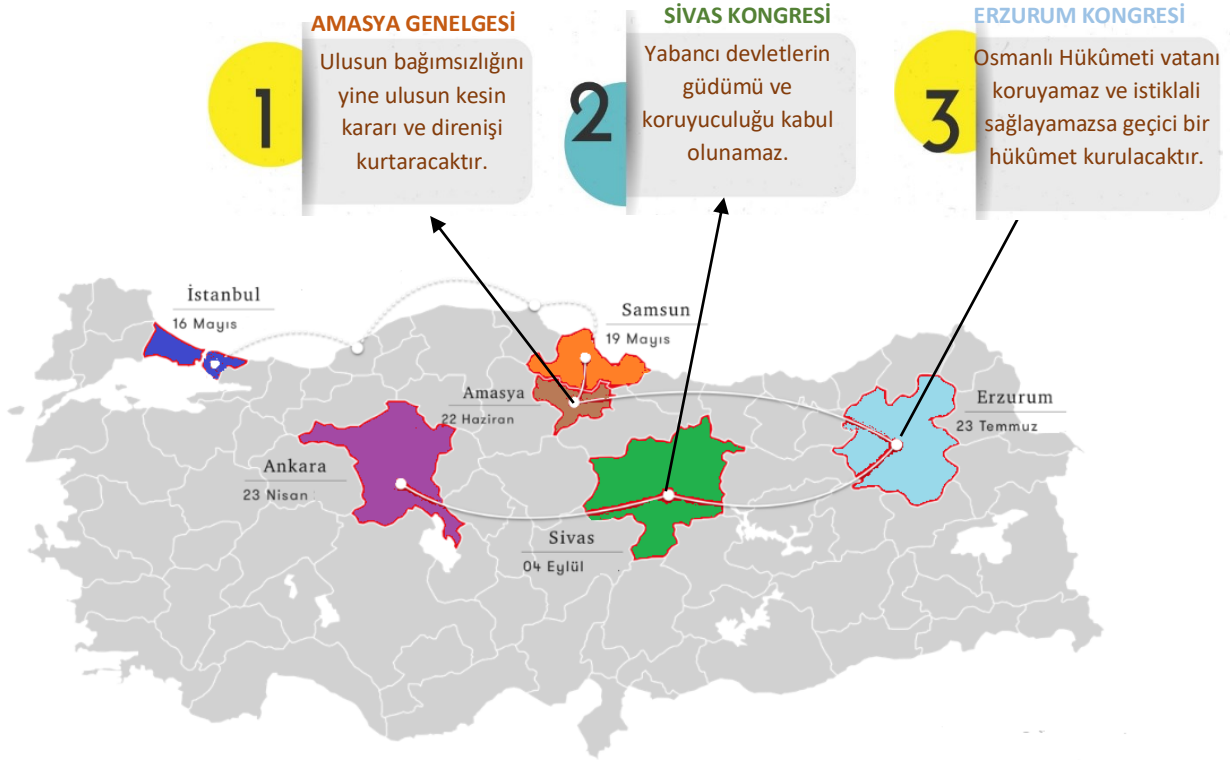 AMASYA GENELGESİ
1
Ulusun bağımsızlığını
yine ulusun kesin
kararı ve direnişi
kurtaracaktır.
SİVAS KONGRESİ
2
Yabancı devletlerin
güdümü ve
koruyuculuğu kabul
olunamaz.
ERZURUM KONGRESİ
3
Osmanlı Hükûmeti vatanı
koruyamaz ve istiklali
sağlayamazsa geçici bir
hükûmet kurulacaktır.
İstanbul
16 Mayıs
Samsun
19 Mayıs
Amasya
22 Haziran
Erzurum
23 Temmuz
Ankara
23 Nisan
Sivas
04 Eylül